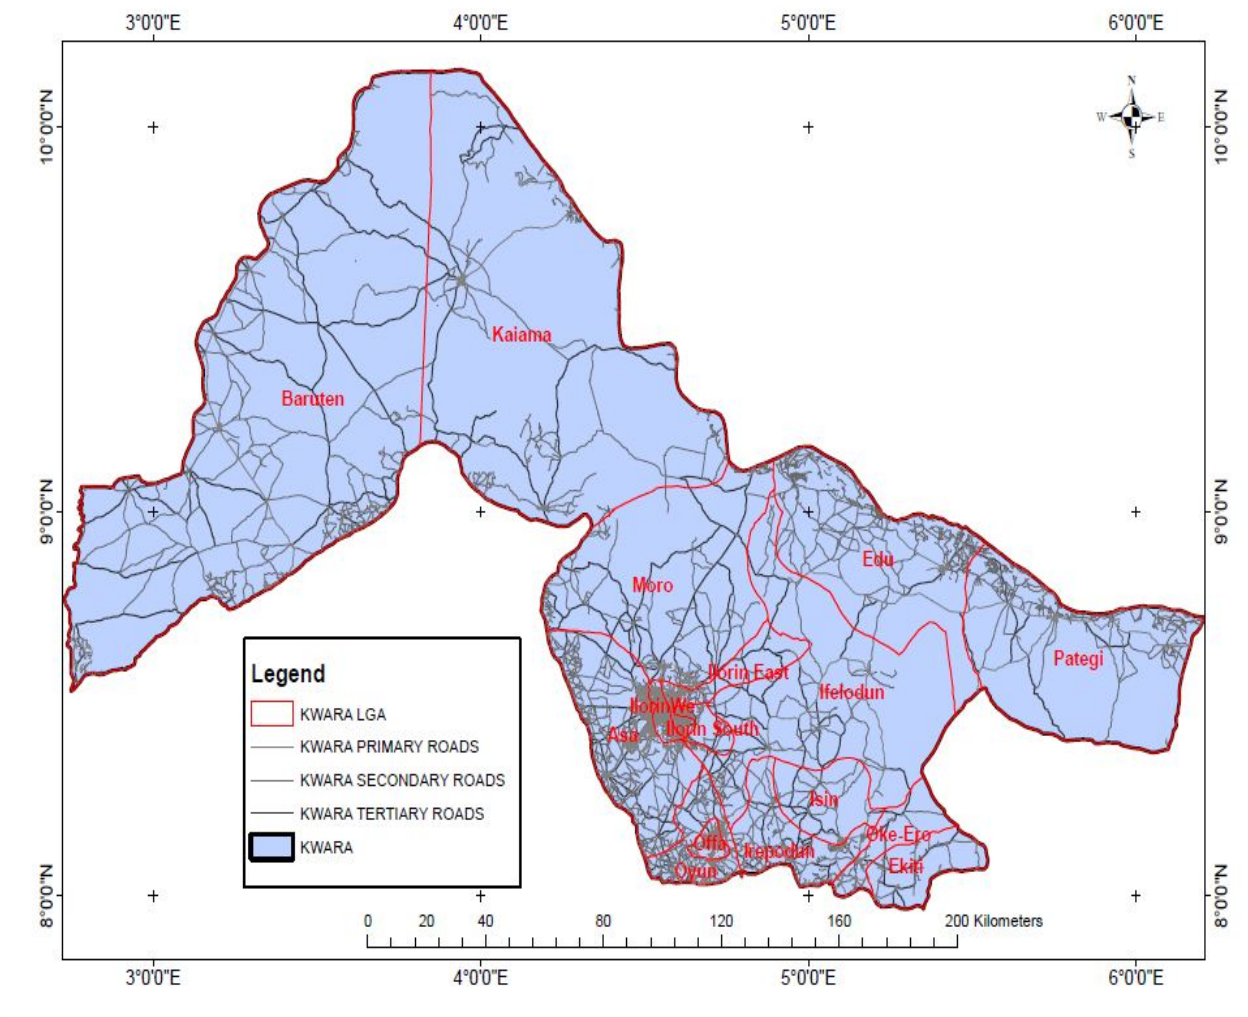 3°0'0"E 4°0'0"E 5°0'0"E 6°0'0"E
N
W E
S
10°0'0"N 10°0'0"N
Kaiama
Baruten
9°0'0"N 9°0'0"N
Edu
Moro
Pategi
Ilorin East
Ifelodun
IlorinWe
Ilorin South
Asa
Isin
Oke-Ero
Offa
Irepodun
Ekiti
Oyun
Legend
KWARA LGA
KWARA PRIMARY ROADS
KWARA SECONDARY ROADS
KWARA TERTIARY ROADS
KWARA
8°0'0"N 8°0'0"N
0 20 40 80 120 160 200 Kilometers
3°0'0"E 4°0'0"E 5°0'0"E 6°0'0"E